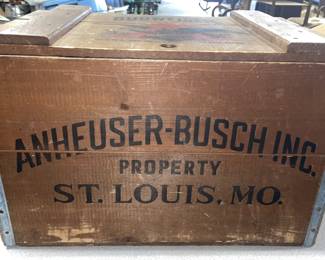 ANHEUSER-BUSCH INC.
PROPERTY
ST. LOUIS, MO.